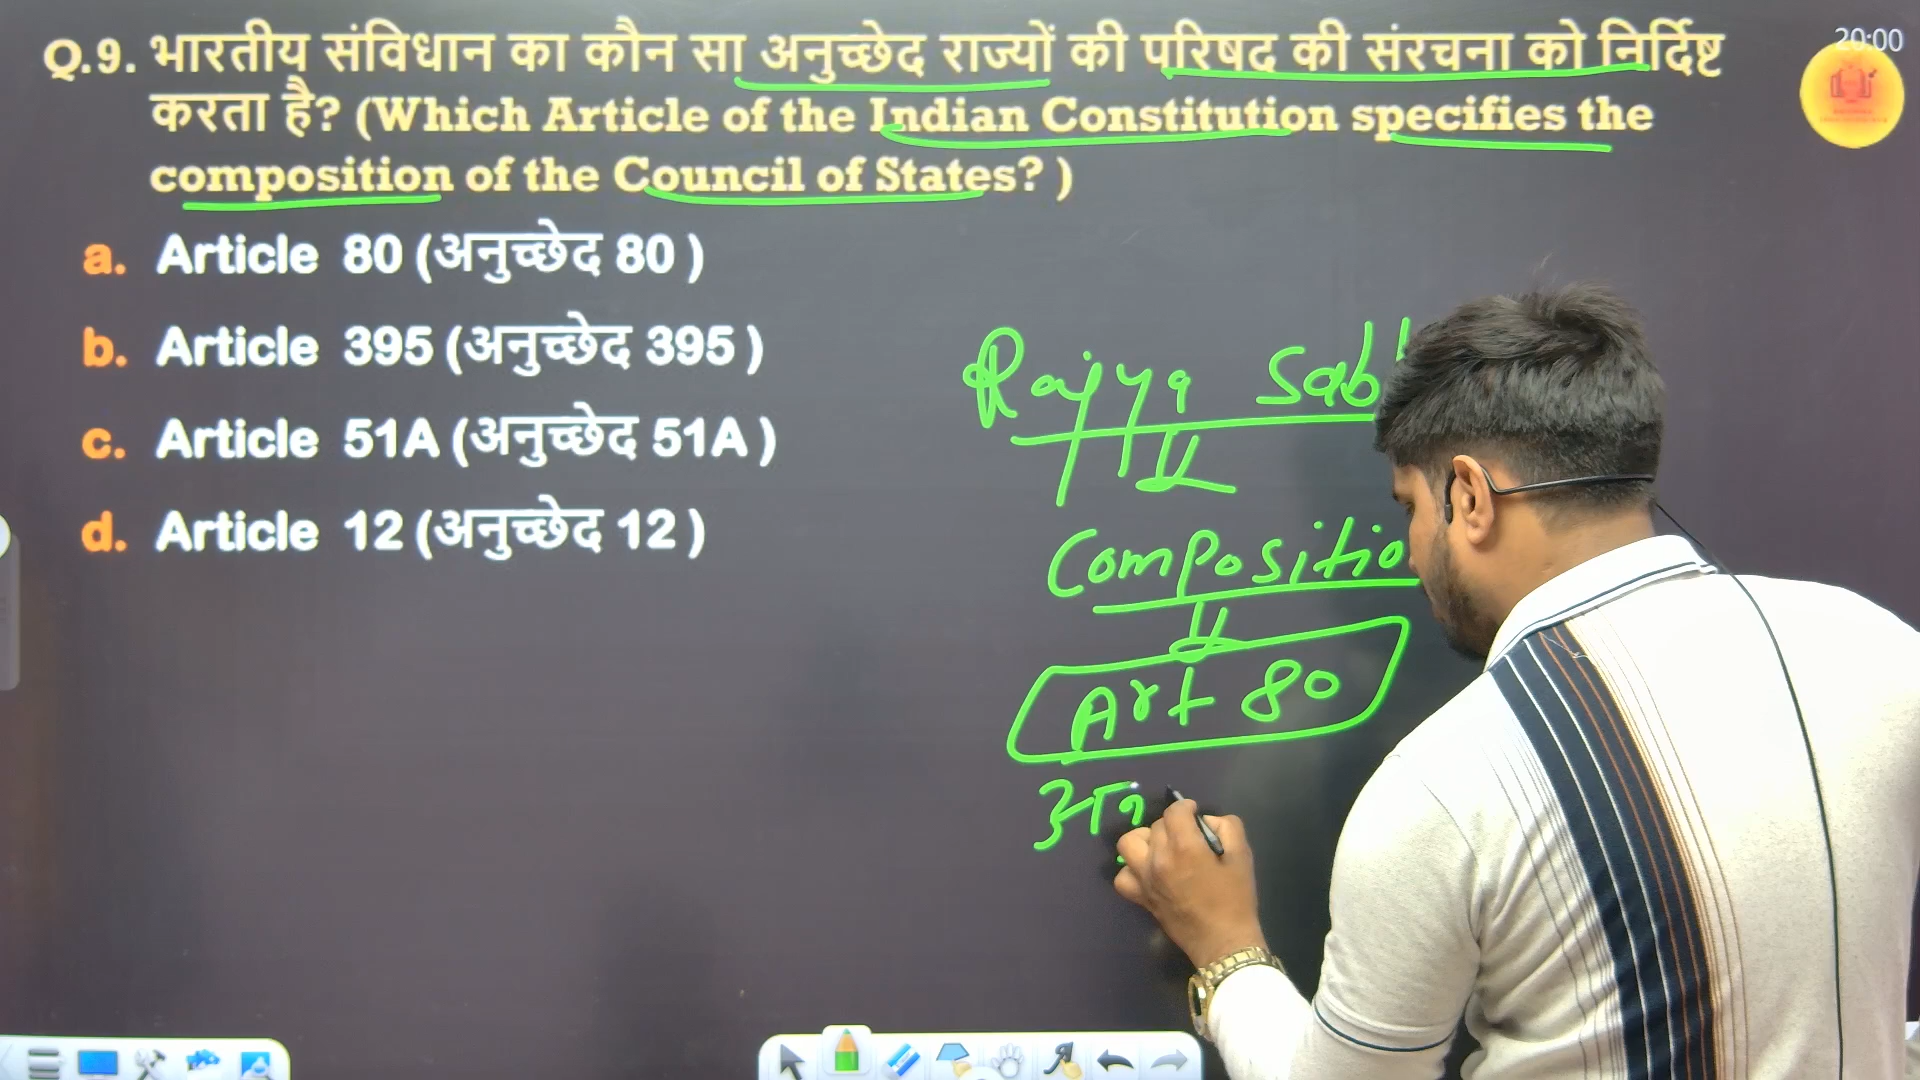 Q.9. भारतीय संविधान का कौन सा अनुच्छेद राज्यों की परिषद की संरचना को निर्दिष्ट
करता है? (Which Article of the Indian Constitution specifies the
composition of the Council of States? )
20:00
a. Article 80 (अनुच्छेद 80 )
b. Article 395 (अनुच्छेद 395 )
c. Article 51A (अनुच्छेद 51A )
d. Article 12 (अनुच्छेद 12 )
Rajya Sab
Compositio
Art 80